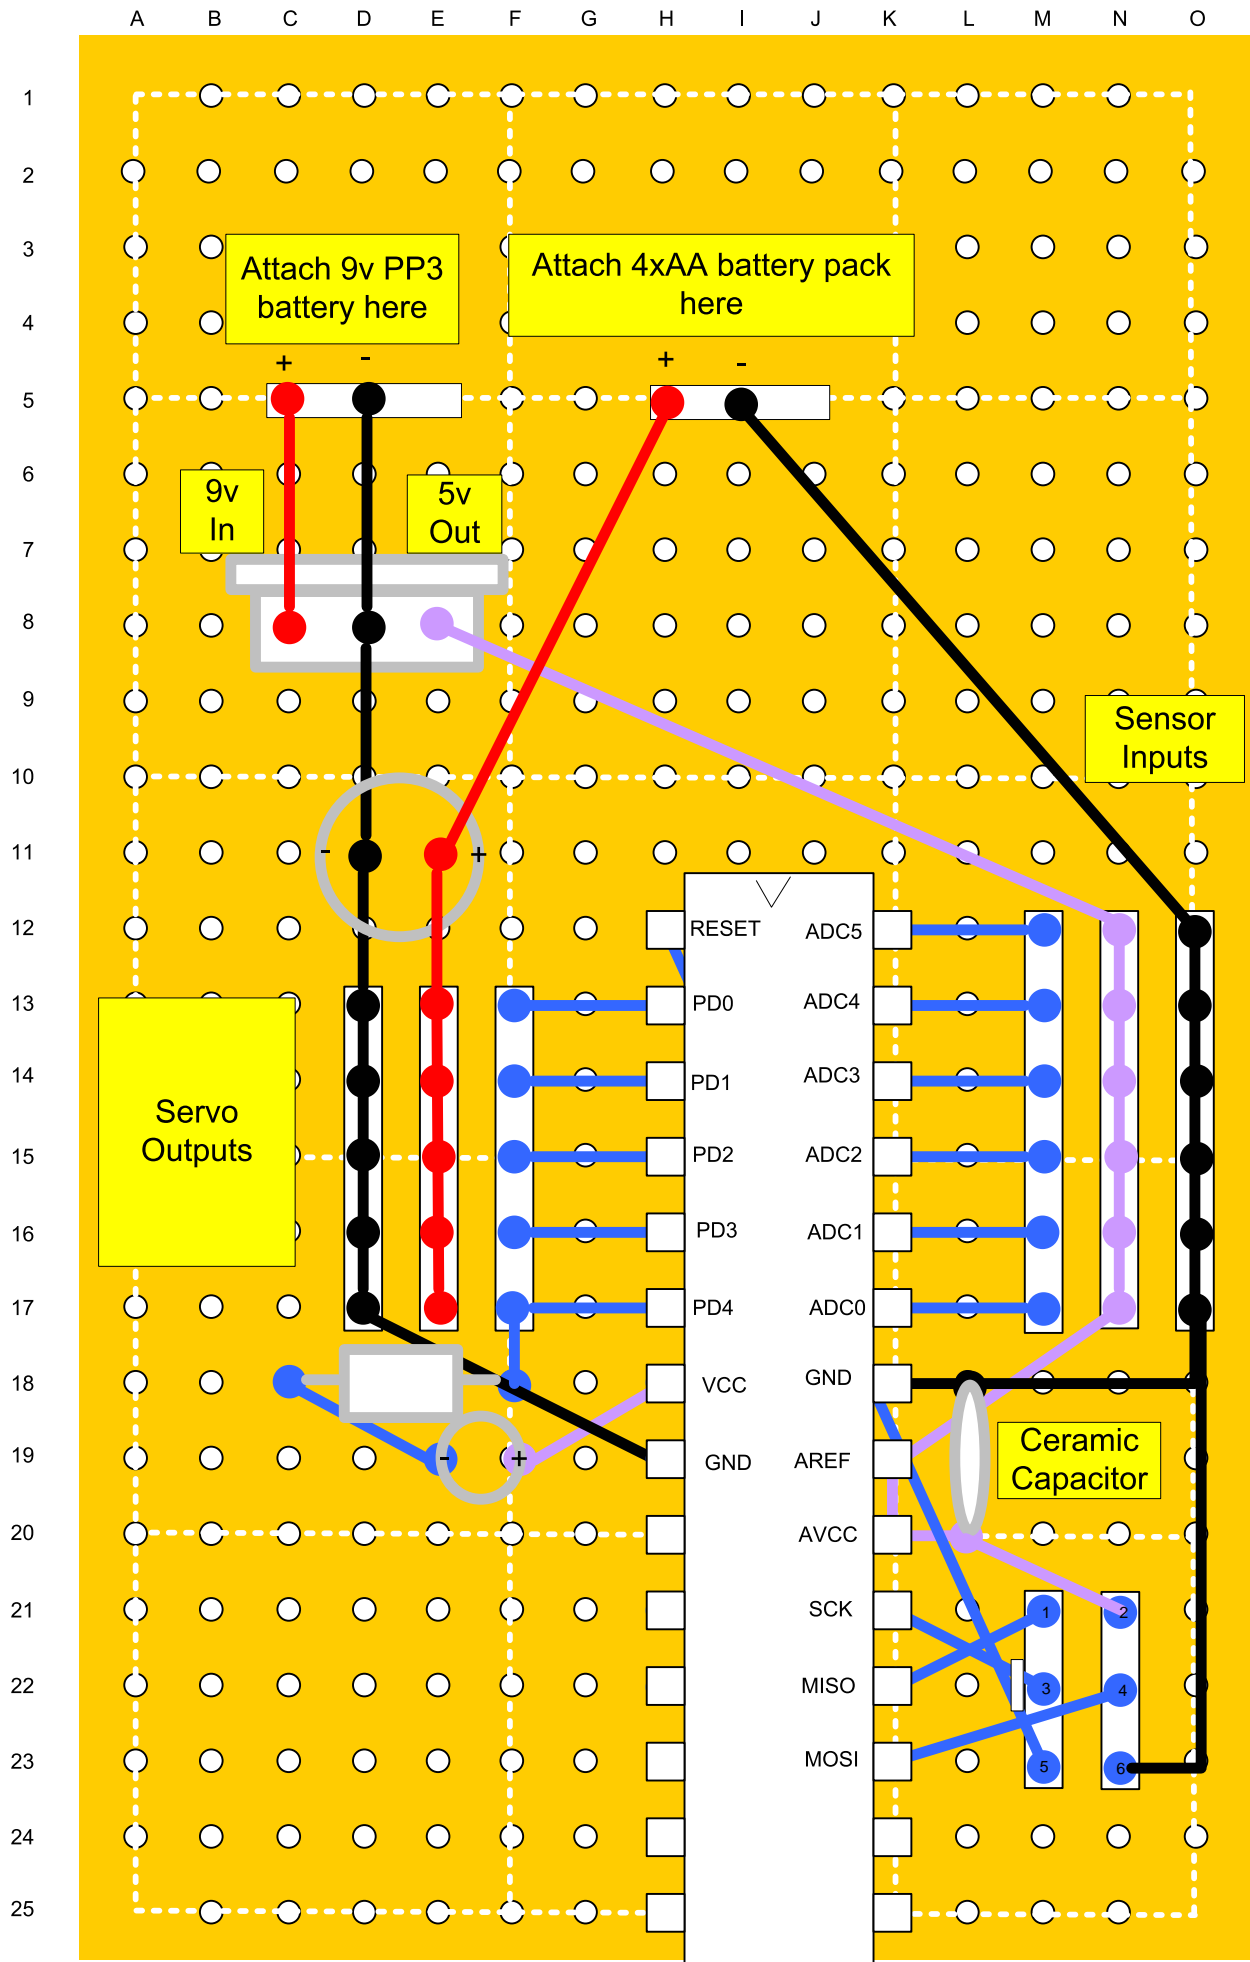 A B C D E F G H I J K L M N O
1
2
3
Attach 9v PP3
battery here
Attach 4xAA battery pack
here
4
+ - + -
5
6
9v
In
5v
Out
7
8
9
Sensor
Inputs
10
11
- +
12 RESET ADC5
13 PD0 ADC4
14 PD1 ADC3
Servo
Outputs
15 PD2 ADC2
16 PD3 ADC1
17 PD4 ADC0
18 VCC GND
19 - + GND AREF
Ceramic
Capacitor
20 AVCC
21 SCK 1 2
22 MISO 3 4
23 MOSI 5 6
24
25